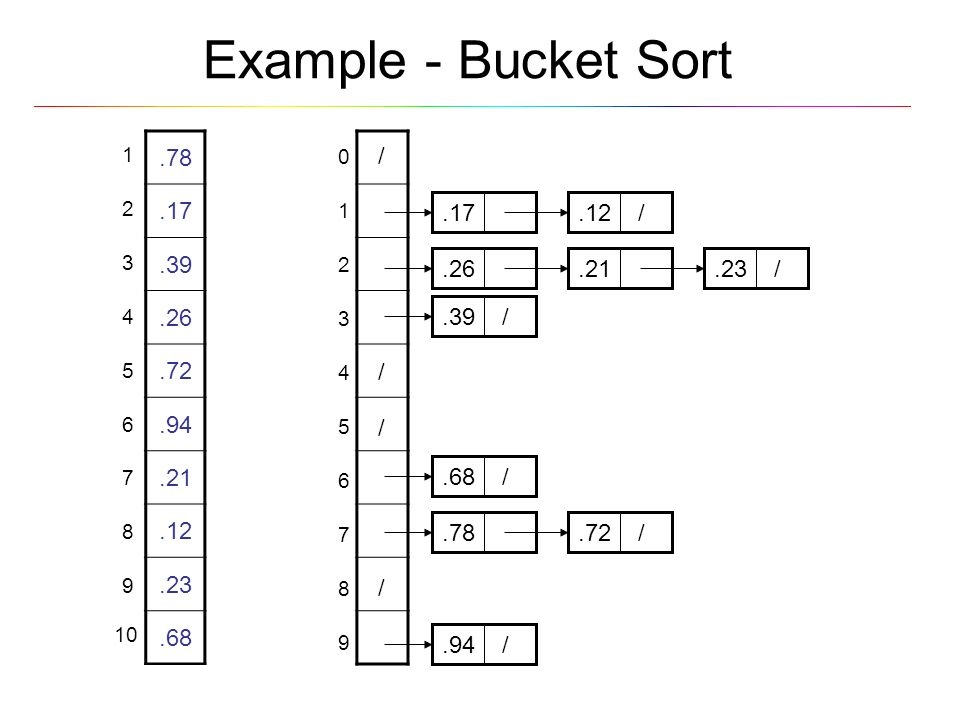 Example - Bucket Sort
1 .78
2 .17
3 .39
4 .26
5 .72
6 .94
7 .21
8 .12
9 .23
10 .68
0 /
1 .17 .12 /
2 .26 .21 .23 /
3 .39 /
4 /
5 /
6 .68 /
7 .78 .72 /
8 /
9 .94 /